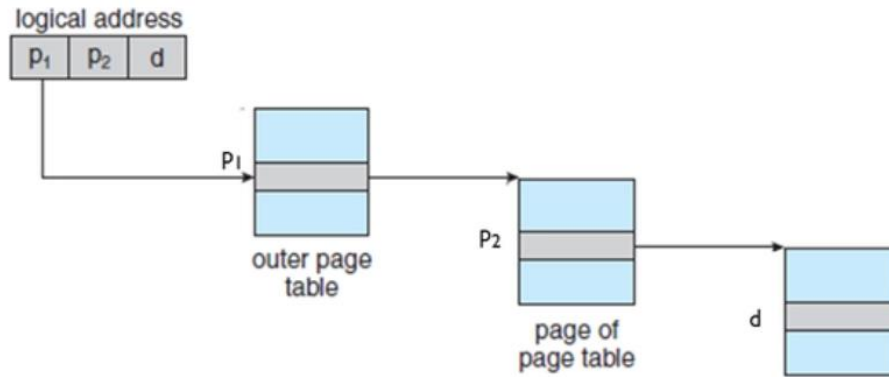 logical address
p₁ p₂ d
P₁
outer page
table
P₂
page of
page table
d